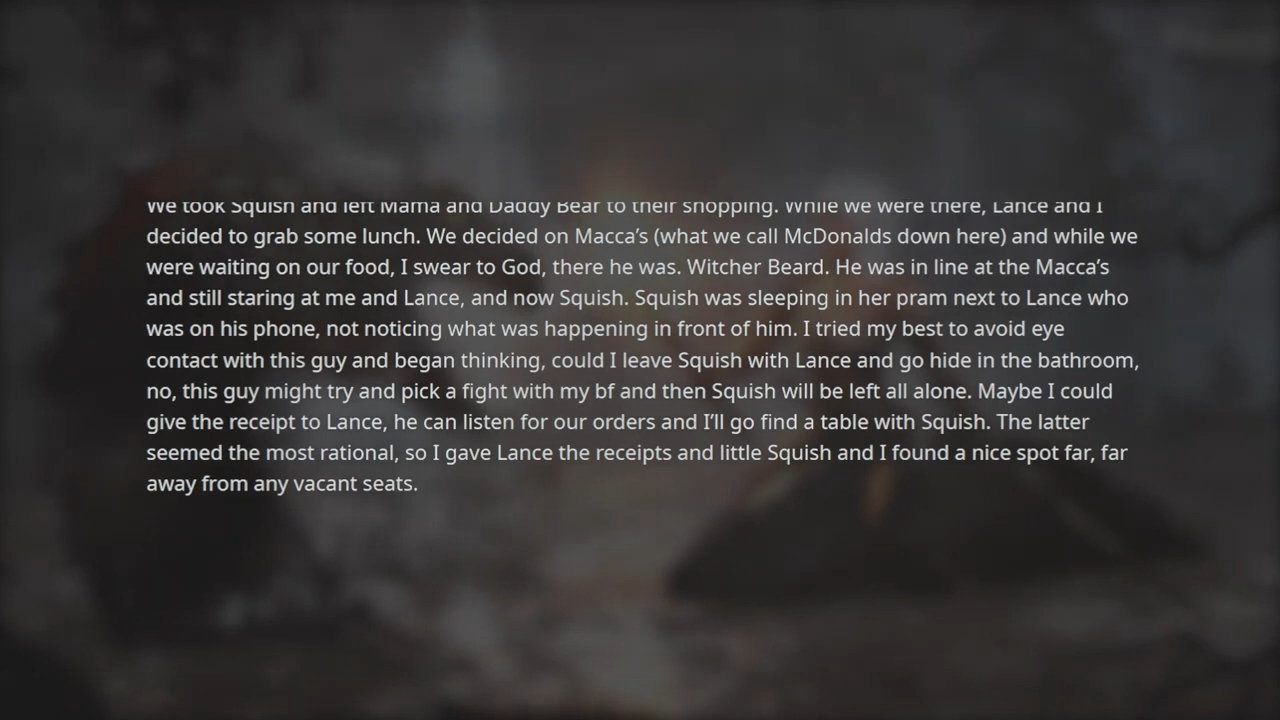 We took Squish and left Mama and Daddy Bear to their shopping. While we were there, Lance and I
decided to grab some lunch. We decided on Macca’s (what we call McDonalds down here) and while we
were waiting on our food, I swear to God, there he was. Witcher Beard. He was in line at the Macca’s
and still staring at me and Lance, and now Squish. Squish was sleeping in her pram next to Lance who
was on his phone, not noticing what was happening in front of him. I tried my best to avoid eye
contact with this guy and began thinking, could I leave Squish with Lance and go hide in the bathroom,
no, this guy might try and pick a fight with my bf and then Squish will be left all alone. Maybe I could
give the receipt to Lance, he can listen for our orders and I’ll go find a table with Squish. The latter
seemed the most rational, so I gave Lance the receipts and little Squish and I found a nice spot far, far
away from any vacant seats.